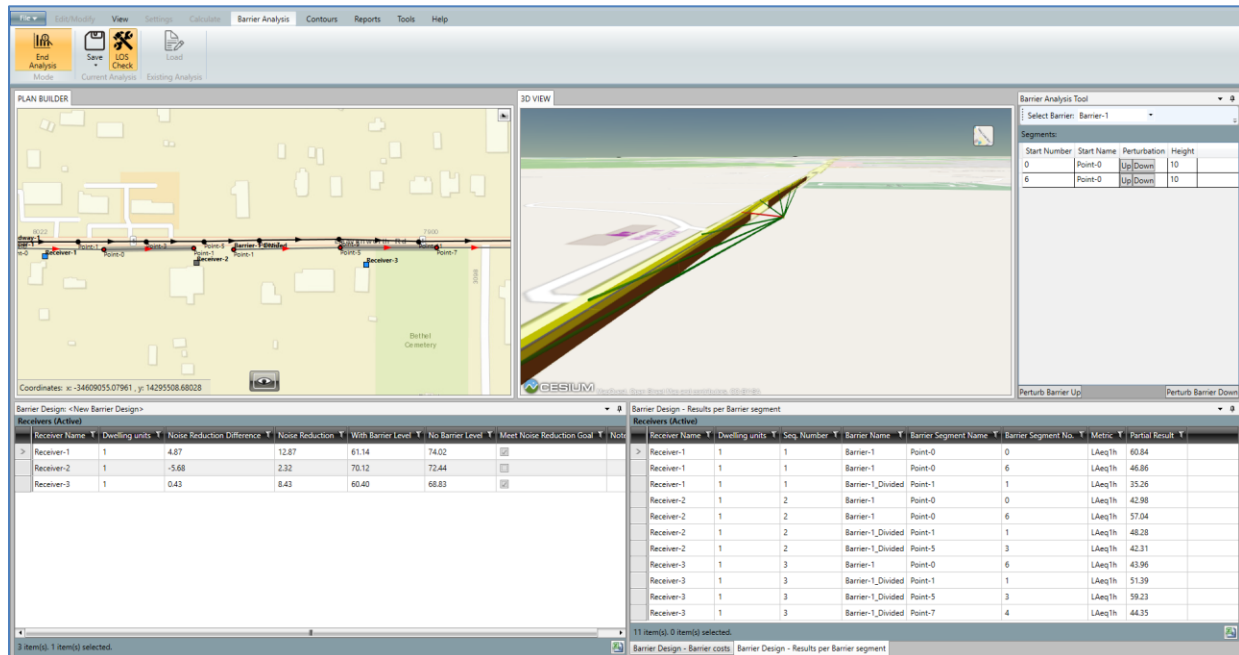 File Edit/Modify View Settings Calculate Barrier Analysis Contours Reports Tools Help
End Analysis Save LOS Check Load
Mode Current Analysis Existing Analysis
PLAN BUILDER
8022 7900
Point-1 Point-3 Point-5 Barrier-1_Divided
Point-0 Point-1 Point-1 Point-5 Point-7
Receiver-1 Receiver-2 Receiver-3
Bethel
Cemetery
Coordinates: x: -34609055.07961 , y: 14295508.68028
3D VIEW
CESIUM
Barrier Analysis Tool
Select Barrier: Barrier-1
Segments:
Start Number Start Name Perturbation Height
0 Point-0 Up Down 10
6 Point-0 Up Down 10
Perturb Barrier Up Perturb Barrier Down
Barrier Design: <New Barrier Design>
Receivers (Active)
Receiver Name Dwelling units Noise Reduction Difference Noise Reduction With Barrier Level No Barrier Level Meet Noise Reduction Goal Note
Receiver-1 1 4.87 12.87 61.14 74.02
Receiver-2 1 -5.68 2.32 70.12 72.44
Receiver-3 1 0.43 8.43 60.40 68.83
3 item(s). 1 item(s) selected.
Barrier Design - Results per Barrier segment
Receivers (Active)
Receiver Name Dwelling units Seq. Number Barrier Name Barrier Segment Name Barrier Segment No. Metric Partial Result
Receiver-1 1 1 Barrier-1 Point-0 0 LAeq1h 60.84
Receiver-1 1 1 Barrier-1 Point-0 6 LAeq1h 46.86
Receiver-1 1 1 Barrier-1_Divided Point-1 1 LAeq1h 35.26
Receiver-2 1 2 Barrier-1 Point-0 0 LAeq1h 42.98
Receiver-2 1 2 Barrier-1 Point-0 6 LAeq1h 57.04
Receiver-2 1 2 Barrier-1_Divided Point-1 1 LAeq1h 48.28
Receiver-2 1 2 Barrier-1_Divided Point-5 3 LAeq1h 42.31
Receiver-3 1 3 Barrier-1 Point-0 6 LAeq1h 43.96
Receiver-3 1 3 Barrier-1_Divided Point-1 1 LAeq1h 51.39
Receiver-3 1 3 Barrier-1_Divided Point-5 3 LAeq1h 59.23
Receiver-3 1 3 Barrier-1_Divided Point-7 4 LAeq1h 44.35
11 item(s). 0 item(s) selected.
Barrier Design - Barrier costs Barrier Design - Results per Barrier segment